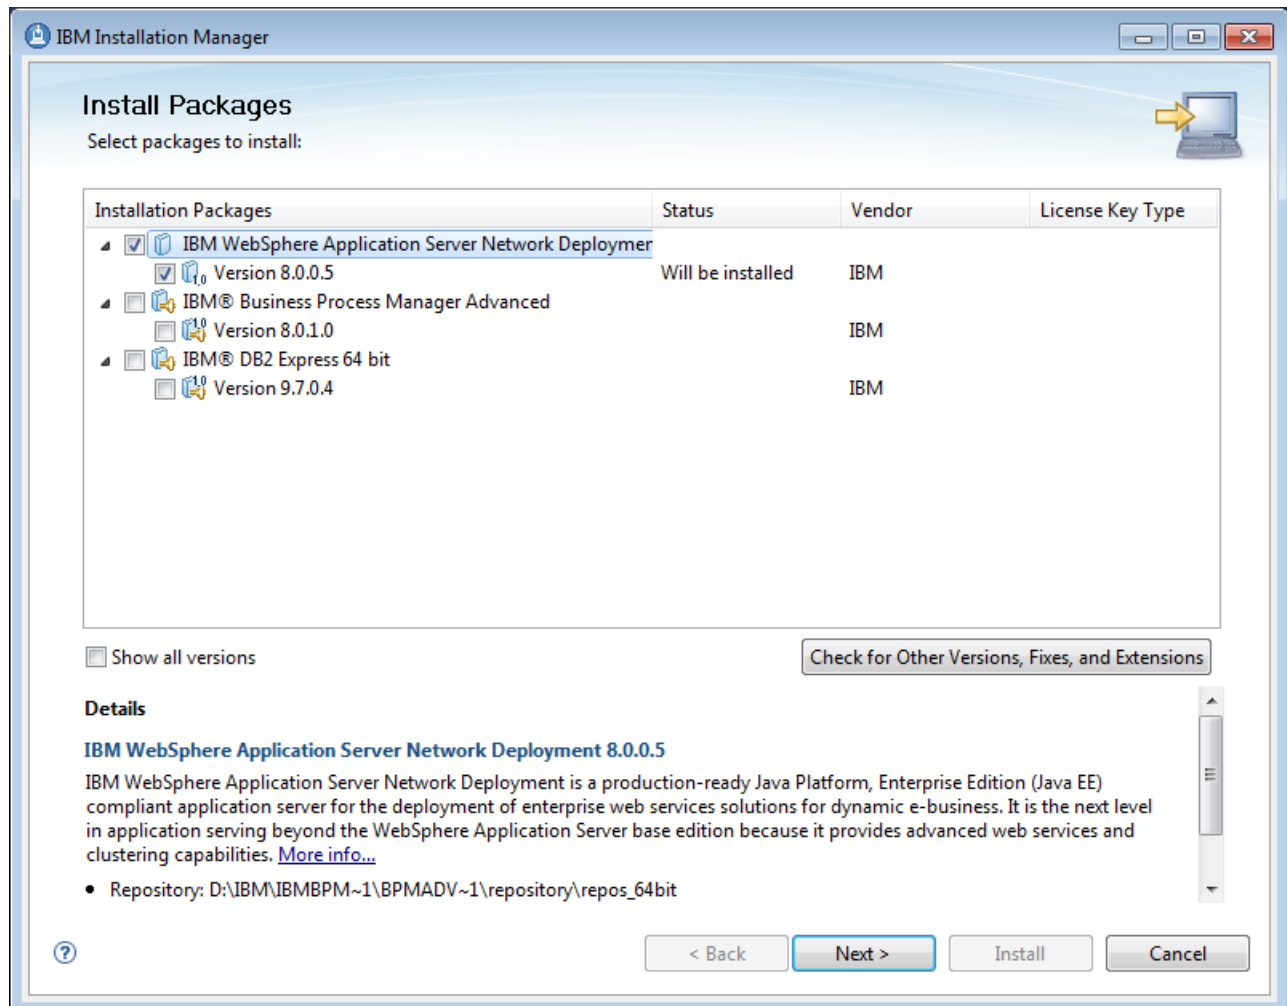 IBM Installation Manager
Install Packages
Select packages to install:
Installation Packages Status Vendor License Key Type
IBM WebSphere Application Server Network Deploymer
Version 8.0.0.5 Will be installed IBM
IBM® Business Process Manager Advanced
Version 8.0.1.0 IBM
IBM® DB2 Express 64 bit
Version 9.7.0.4 IBM
Show all versions Check for Other Versions, Fixes, and Extensions
Details
IBM WebSphere Application Server Network Deployment 8.0.0.5
IBM WebSphere Application Server Network Deployment is a production-ready Java Platform, Enterprise Edition (Java EE)
compliant application server for the deployment of enterprise web services solutions for dynamic e-business. It is the next level
in application serving beyond the WebSphere Application Server base edition because it provides advanced web services and
clustering capabilities. More info...
• Repository: D:\IBM\IBMBPM~1\BPMADV~1\repository\repos_64bit
? < Back Next > Install Cancel